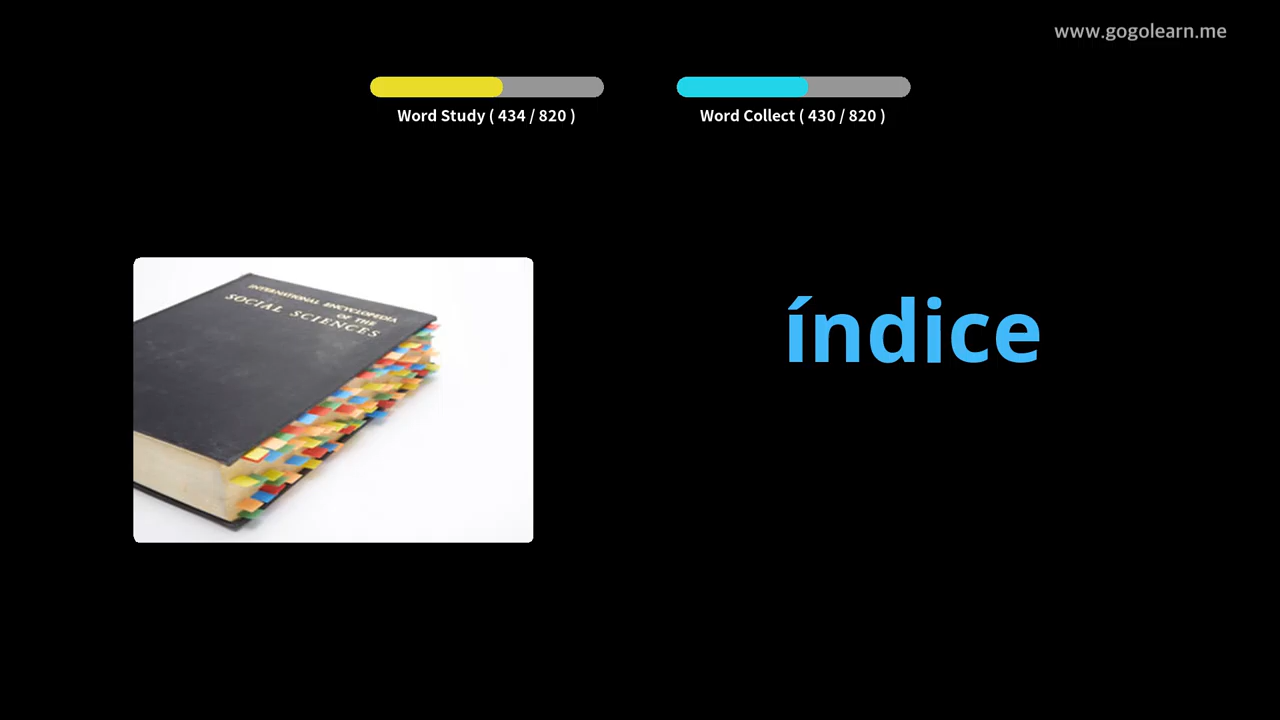 www.gogolearn.me
Word Study ( 434 / 820 )
Word Collect ( 430 / 820 )
INTERNATIONAL ENCYCLOPEDIA
OF THE
SOCIAL SCIENCES
índice